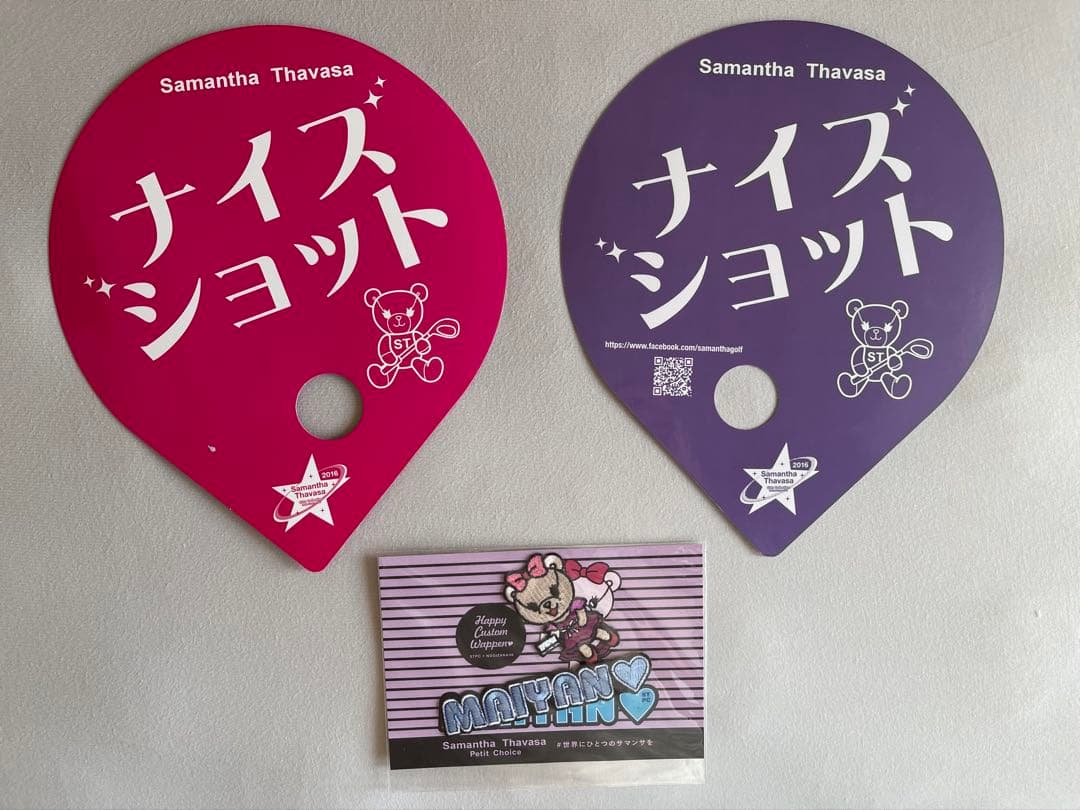 Samantha Thavasa
ナイス
ショット
ST
2016
Samantha
Thavasa
Samantha Thavasa
ナイス
ショット
https://www.facebook.com/samanthagolf
ST
2016
Samantha
Thavasa
Happy
Custom
Wappen♥
MAIYAN
ST
PC
Samantha Thavasa
Petit Choice
#世界にひとつのサマンサを